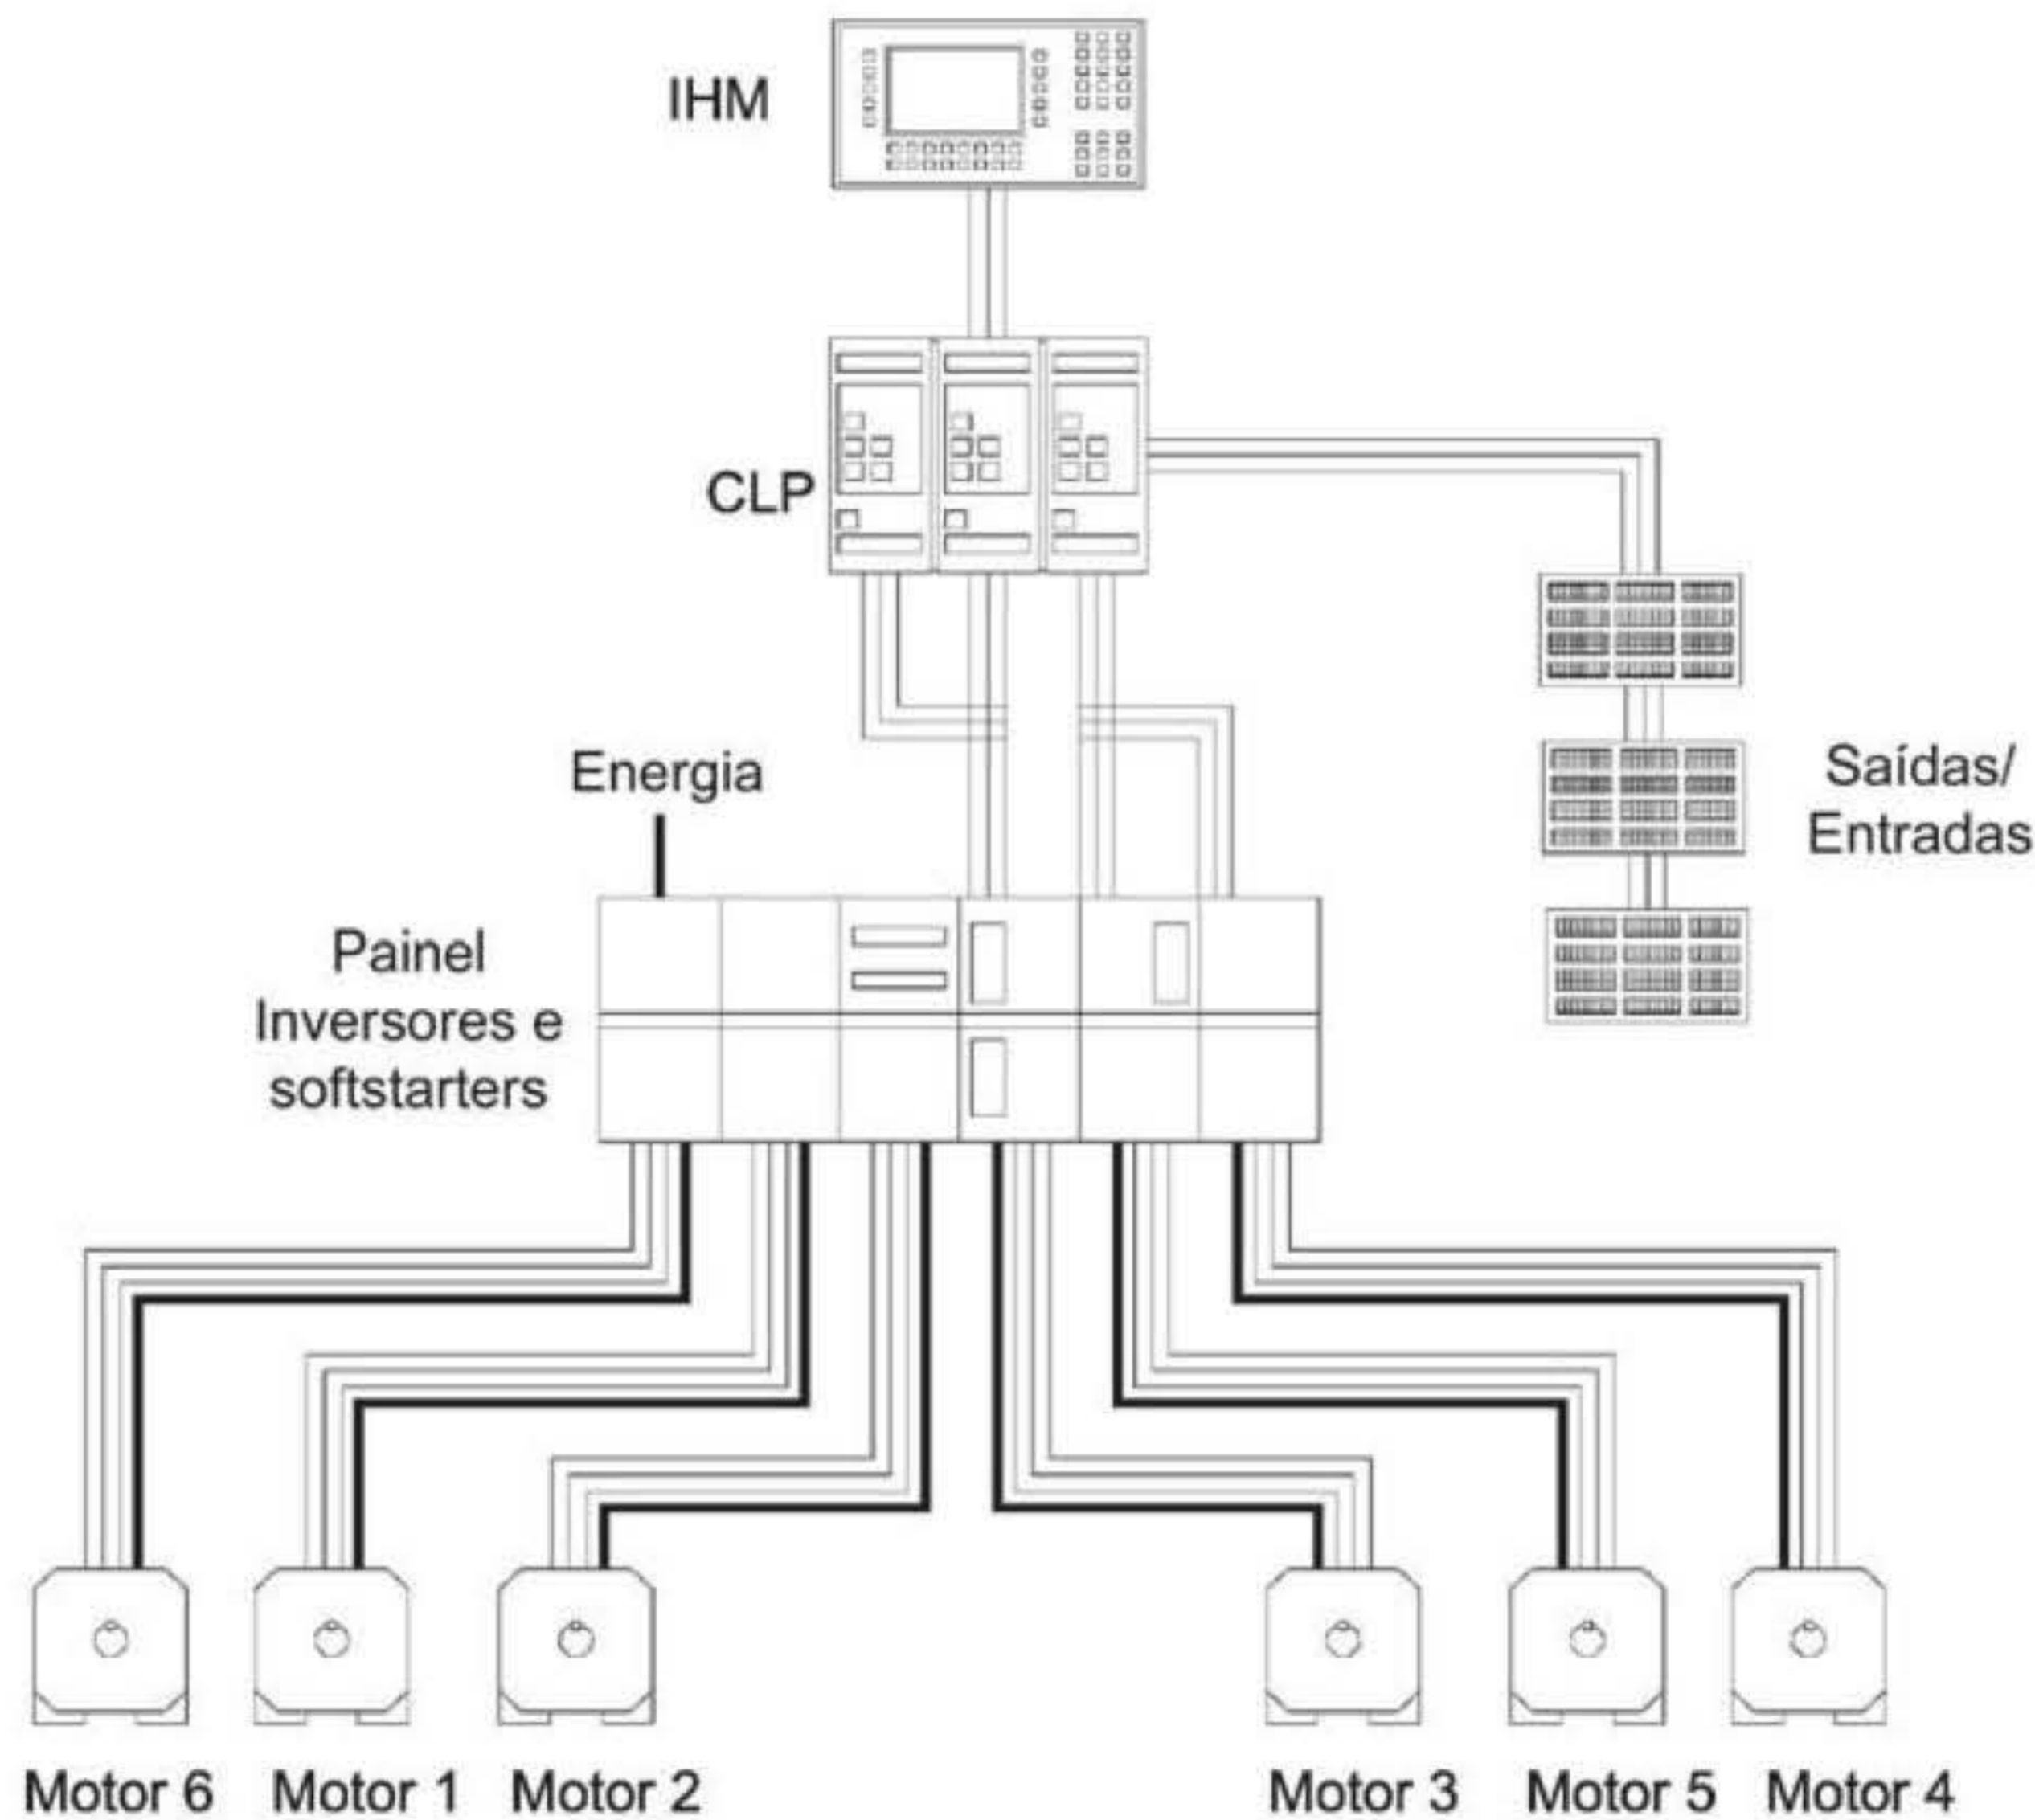 IHM
CLP
Energia
Saídas/
Entradas
Painel
Inversores e
softstarters
Motor 6
Motor 1
Motor 2
Motor 3
Motor 5
Motor 4